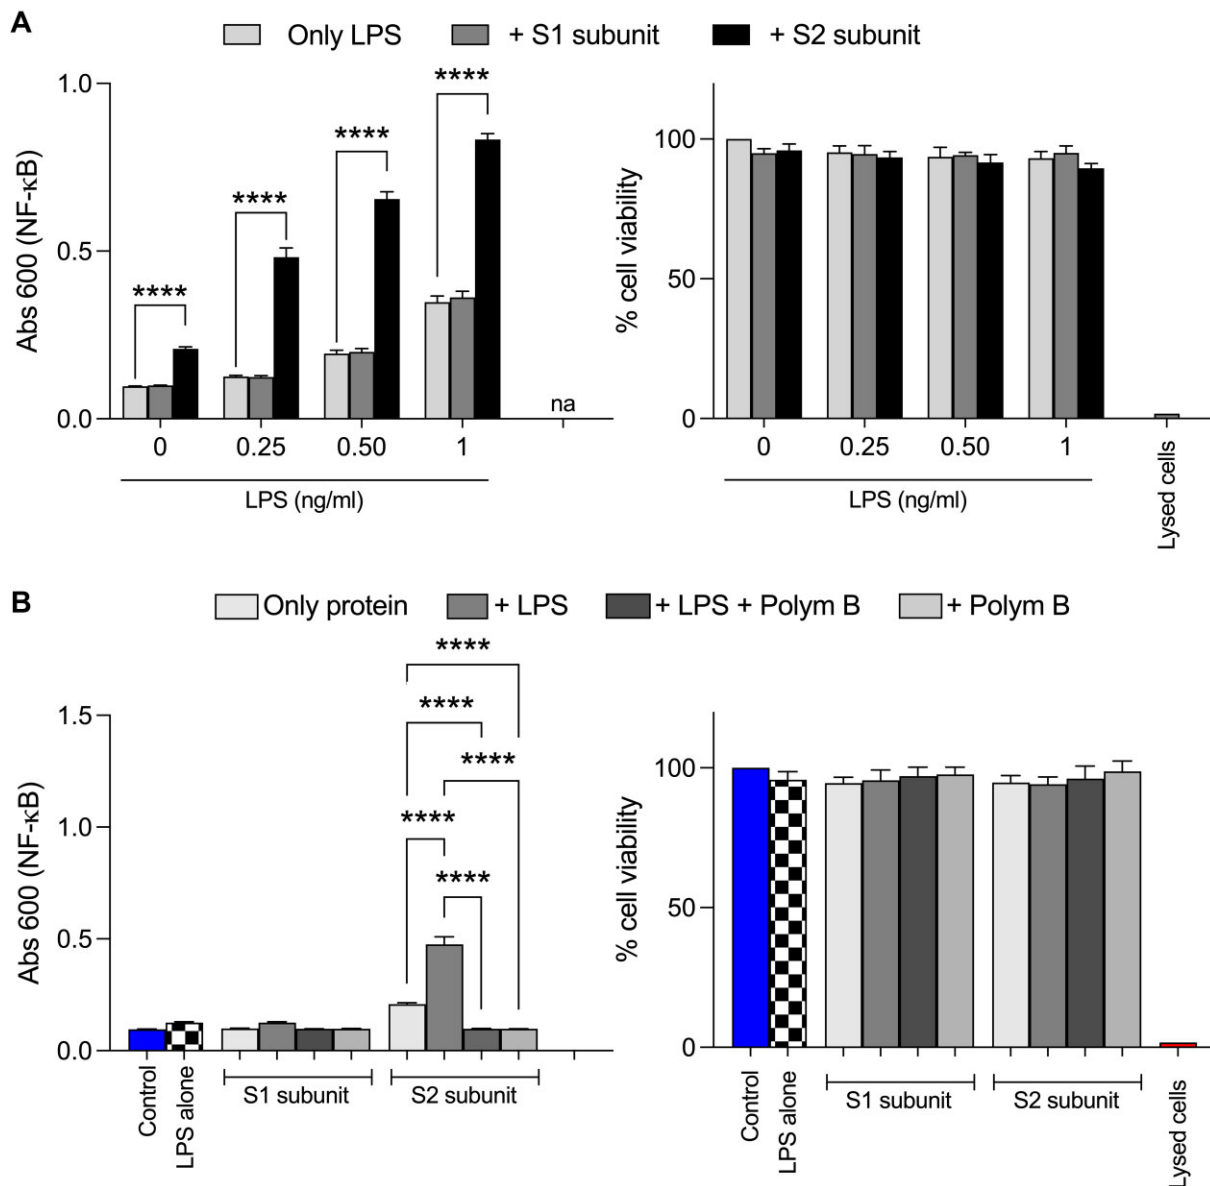 A
Only LPS + S1 subunit + S2 subunit
Abs 600 (NF-κB)
1.0
0.5
0.0
****
****
****
****
na
0 0.25 0.50 1
LPS (ng/ml)
% cell viability
100
50
0
0 0.25 0.50 1
LPS (ng/ml)
Lysed cells
B
Only protein + LPS + LPS + Polym B + Polym B
Abs 600 (NF-κB)
1.5
1.0
0.5
0.0
****
****
****
****
****
Control
LPS alone
S1 subunit
S2 subunit
% cell viability
100
50
0
Control
LPS alone
S1 subunit
S2 subunit
Lysed cells